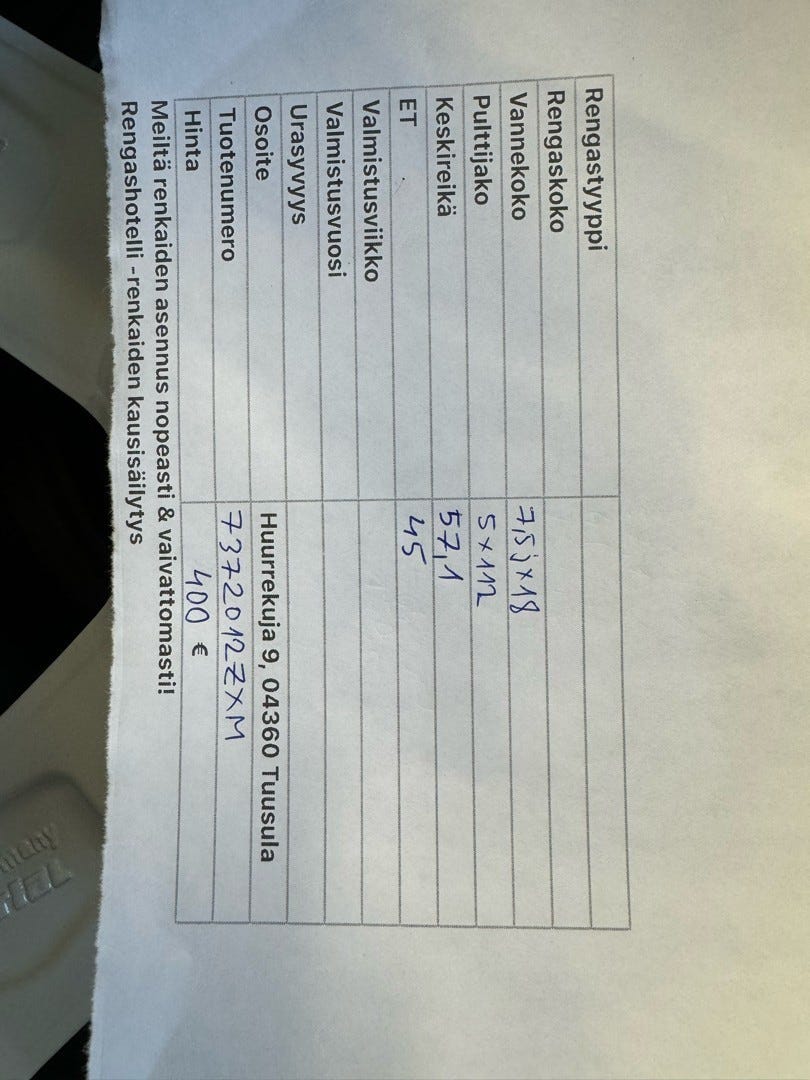 Rengastyyppi
Rengaskoko
Vannekoko 7,5j x 18
Pulttijako 5 x 112
Keskireikä 57,1
ET 45
Valmistusviikko
Valmistusvuosi
Urasyvyys
Osoite Huurrekuja 9, 04360 Tuusula
Tuotenumero 7372012ZXM
Hinta 400 €
Meiltä renkaiden asennus nopeasti & vaivattomasti!
Rengashotelli -renkaiden kausisäilytys